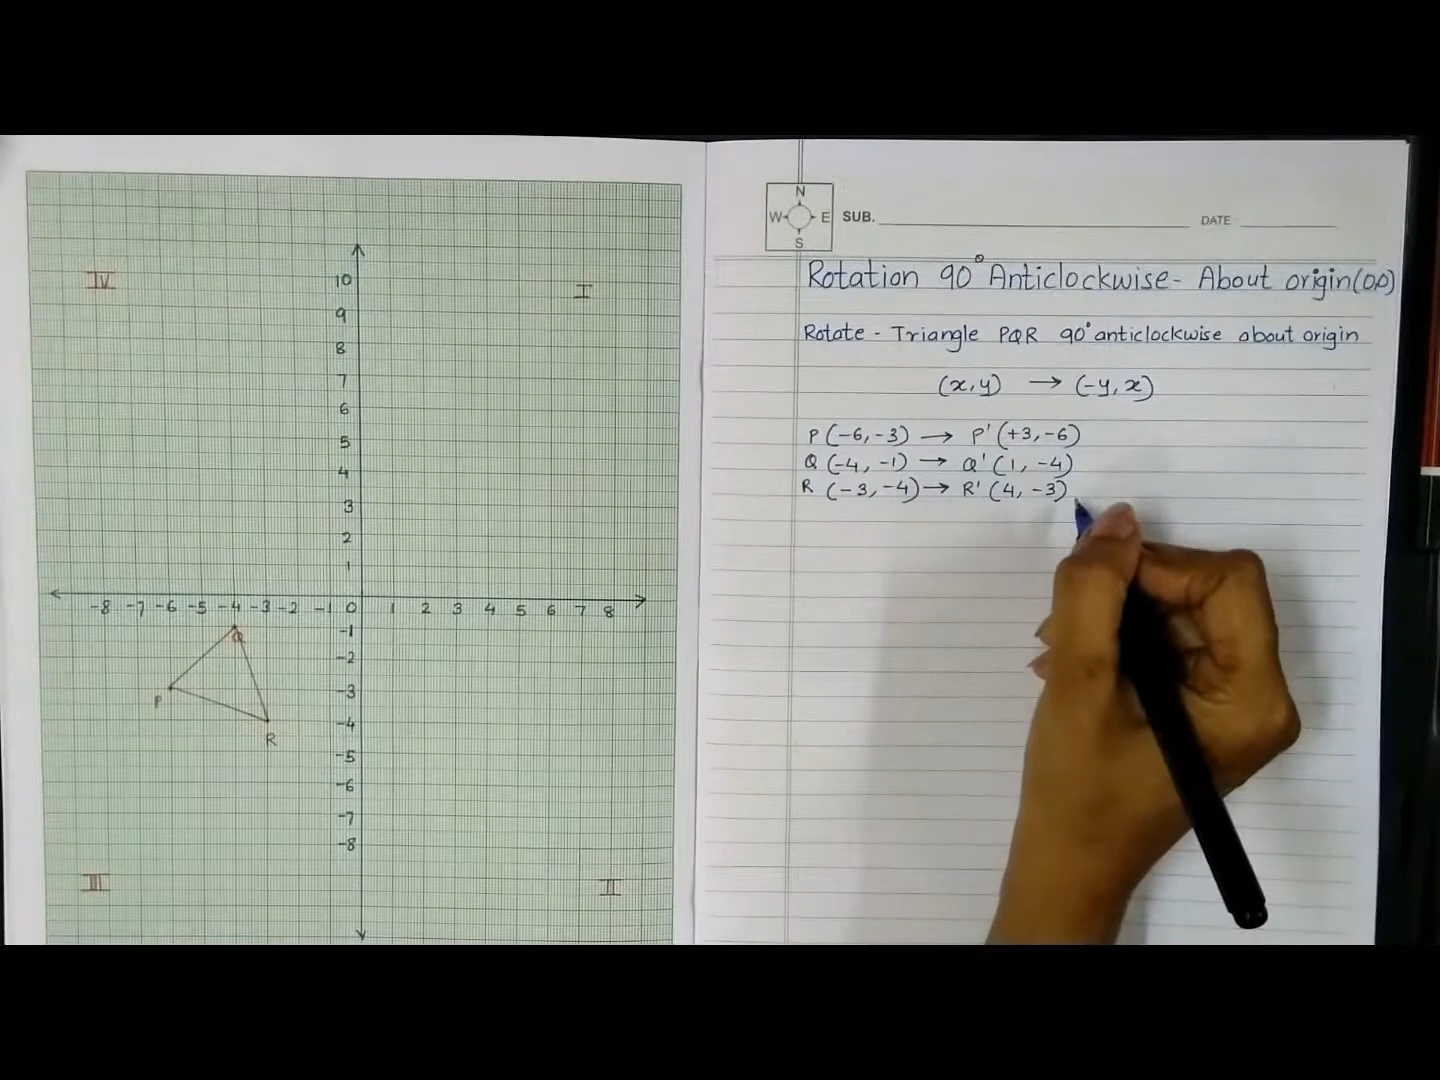 IV
I
10
9
8
7
6
5
4
3
2
1
-8 -7 -6 -5 -4 -3 -2 -1 0 1 2 3 4 5 6 7 8
-1
-2
-3
-4
-5
-6
-7
-8
Q
P
R
III
II
N
W E SUB. DATE :
S
Rotation 90° Anticlockwise - About origin (0,0)
Rotate - Triangle PQR 90° anticlockwise about origin
(x,y) → (-y,x)
P (-6,-3) → P' (+3,-6)
Q (-4,-1) → Q' (1,-4)
R (-3,-4) → R' (4,-3)